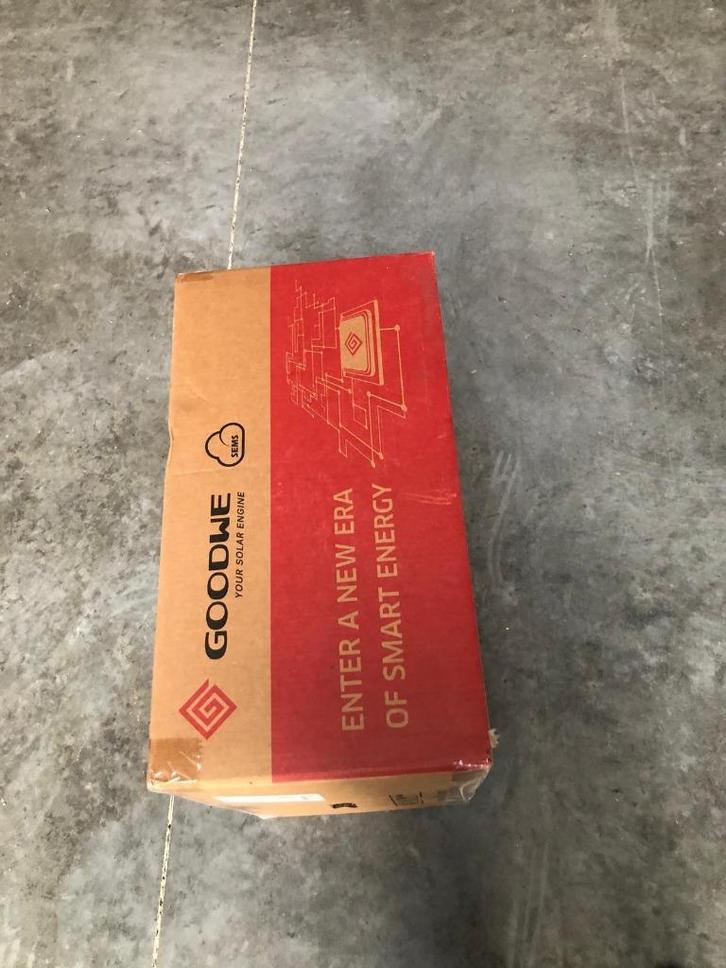 GOODWE
YOUR SOLAR ENGINE
SEMS
ENTER A NEW ERA
OF SMART ENERGY